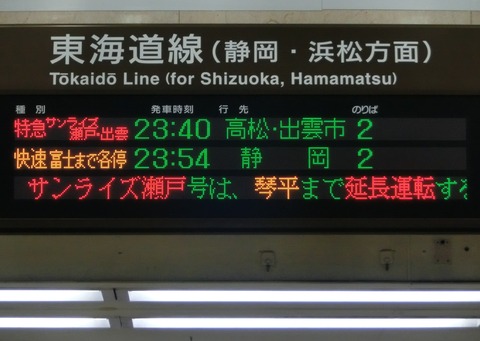 東海道線(静岡・浜松方面)
Tōkaidō Line (for Shizuoka, Hamamatsu)
種別 発車時刻 行先 のりば
特急サンライズ瀬戸・出雲 23:40 高松・出雲市 2
快速富士まで各停 23:54 静岡 2
サンライズ瀬戸号は、琴平まで延長運転する